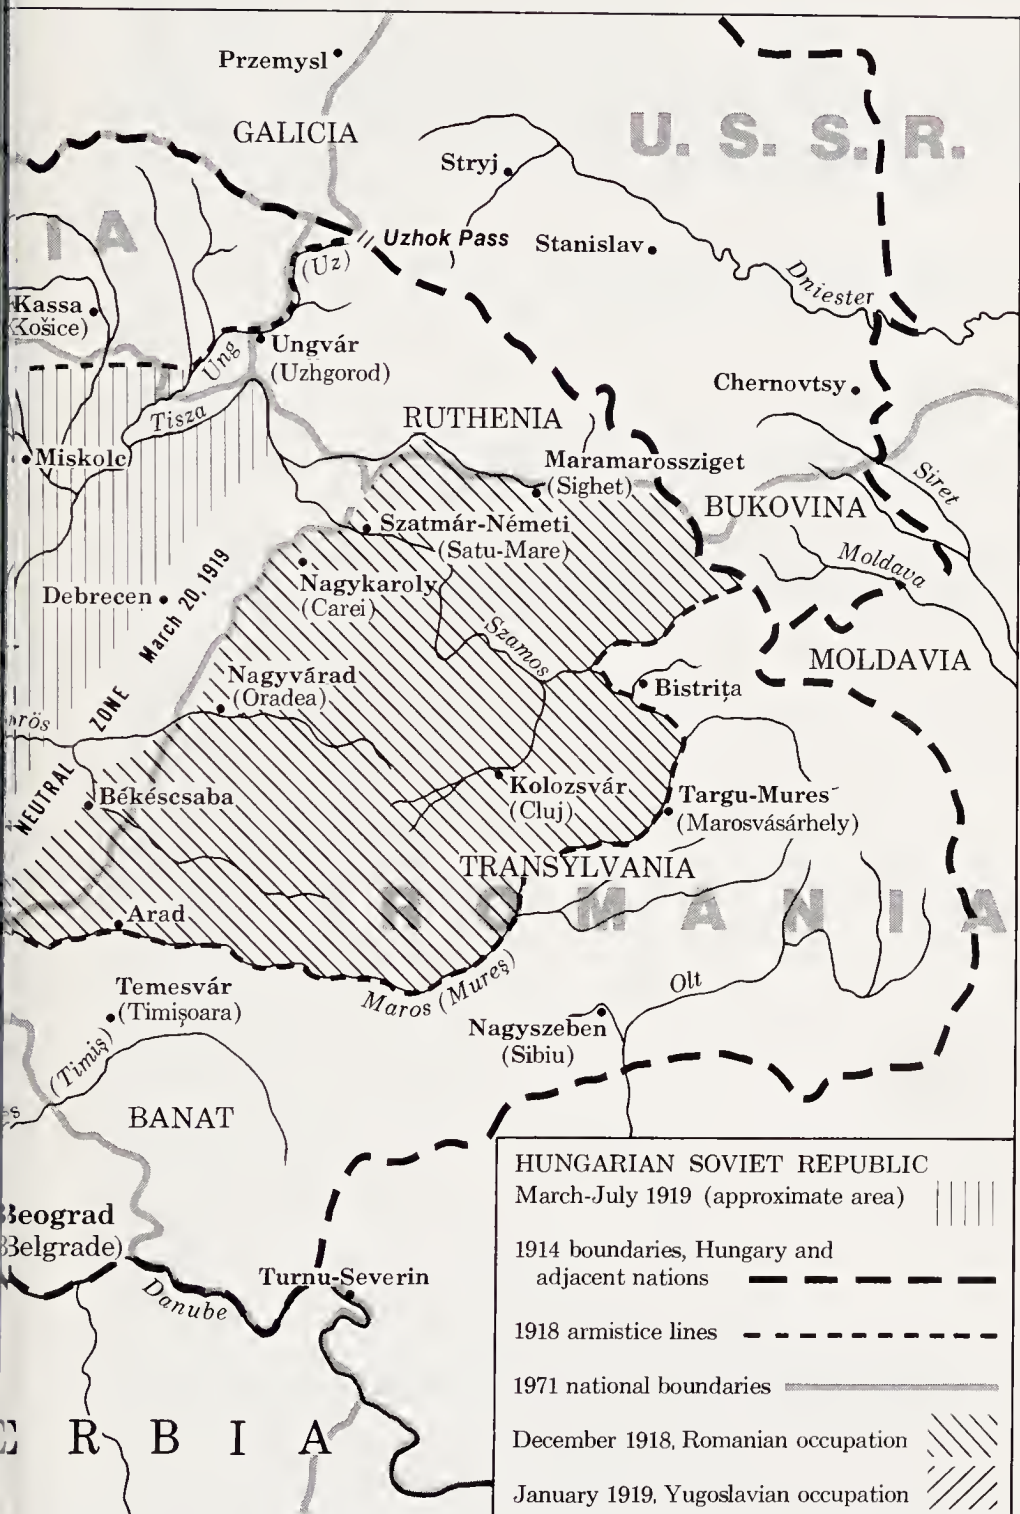 Przemysl
GALICIA
U. S. S. R.
Stryj
I A
Uzhok Pass
Stanislav
(Uz)
Dniester
Kassa
Košice)
Ung
Ungvár
(Uzhgorod)
Chernovtsy
Tisza
RUTHENIA
Miskolc
Maramarossziget
(Sighet)
Siret
BUKOVINA
Szatmár-Németi
(Satu-Mare)
Moldava
Nagykaroly
(Carei)
Debrecen
March 20, 1919
Szamos
MOLDAVIA
Nagyvárad
(Oradea)
Bistrița
ZONE
rös
NEUTRAL
Békéscsaba
Kolozsvár
(Cluj)
Targu-Mures
(Marosvásárhely)
TRANSYLVANIA
ROMANIA
Arad
Maros (Mureş)
Olt
Temesvár
(Timişoara)
Nagyszeben
(Sibiu)
(Timiş)
BANAT
Beograd
Belgrade)
Danube
Turnu-Severin
E R B I A
HUNGARIAN SOVIET REPUBLIC
March-July 1919 (approximate area)
1914 boundaries, Hungary and
adjacent nations
1918 armistice lines
1971 national boundaries
December 1918, Romanian occupation
January 1919, Yugoslavian occupation